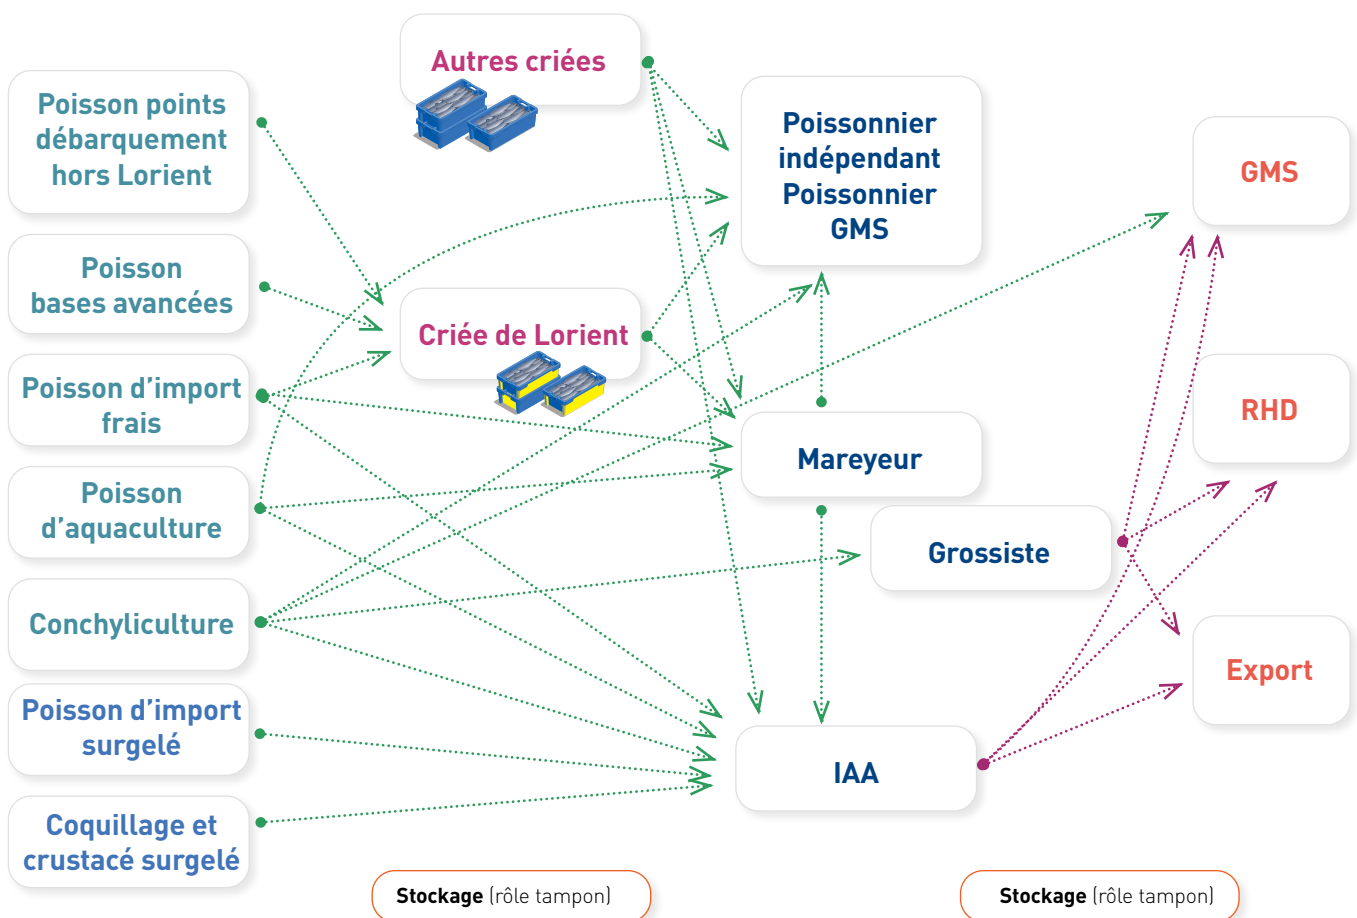 Poisson points
débarquement
hors Lorient
Poisson
bases avancées
Poisson d’import
frais
Poisson
d’aquaculture
Conchyliculture
Poisson d’import
surgelé
Coquillage et
crustacé surgelé
Autres criées
Criée de Lorient
Poissonnier
indépendant
Poissonnier
GMS
Mareyeur
Grossiste
IAA
GMS
RHD
Export
Stockage (rôle tampon)
Stockage (rôle tampon)